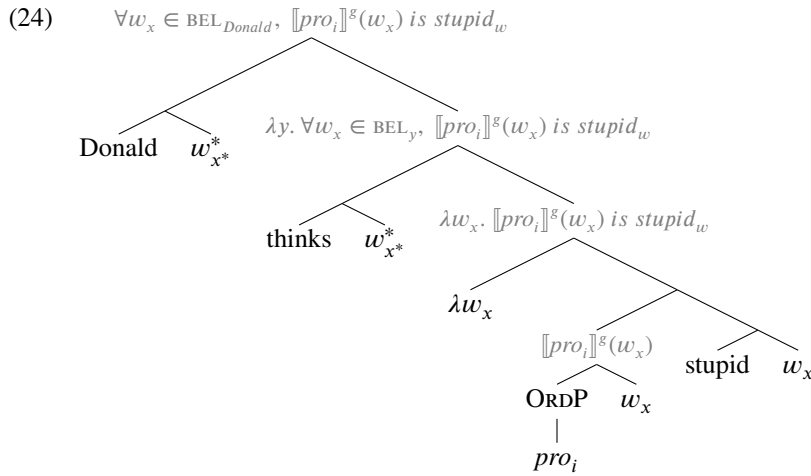 (24) ∀w_x ∈ BEL_Donald, ⟦pro_i⟧^g(w_x) is stupid_w
λy. ∀w_x ∈ BEL_y, ⟦pro_i⟧^g(w_x) is stupid_w
Donald w*_x*
thinks w*_x* λw_x. ⟦pro_i⟧^g(w_x) is stupid_w
λw_x
⟦pro_i⟧^g(w_x) stupid w_x
ORDP w_x
pro_i